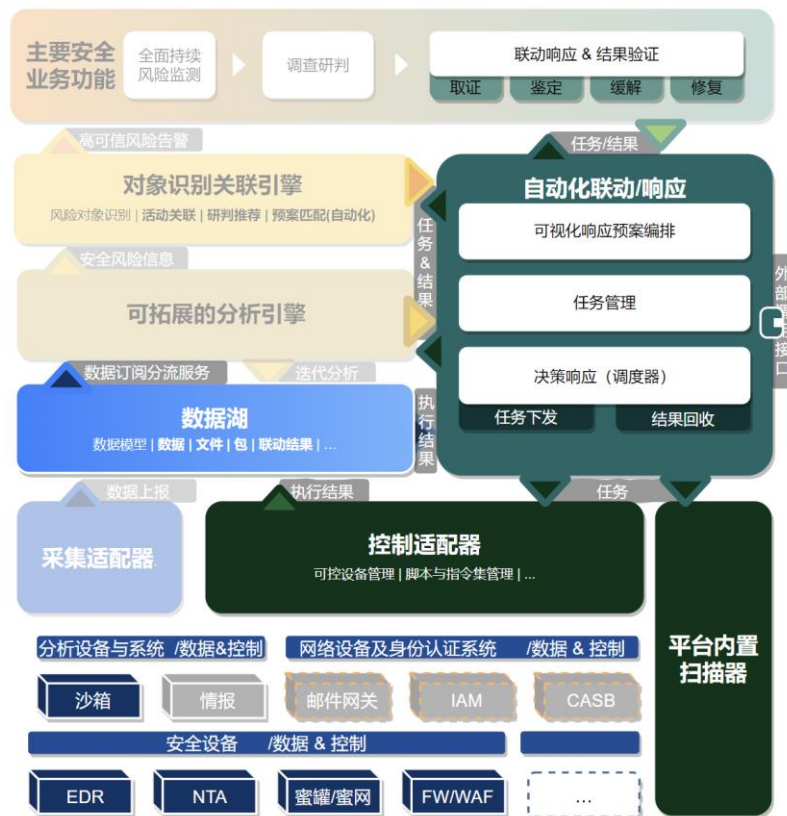 主要安全
业务功能
全面持续
风险监测
调查研判
联动响应 & 结果验证
取证
鉴定
缓解
修复
高可信风险告警
任务/结果
对象识别关联引擎
风险对象识别 | 活动关联 | 研判推荐 | 预案匹配(自动化)
安全风险信息
可拓展的分析引擎
任务&结果
自动化联动/响应
可视化响应预案编排
任务管理
决策响应（调度器）
任务下发
结果回收
数据订阅分流服务
迭代分析
数据湖
数据模型 | 数据 | 文件 | 包 | 联动结果 | ...
执行结果
数据上报
执行结果
任务
采集适配器
控制适配器
可控设备管理 | 脚本与指令集管理 | ...
平台内置
扫描器
分析设备与系统 /数据&控制
网络设备及身份认证系统 /数据 & 控制
沙箱
情报
邮件网关
IAM
CASB
安全设备 /数据 & 控制
EDR
NTA
蜜罐/蜜网
FW/WAF
...